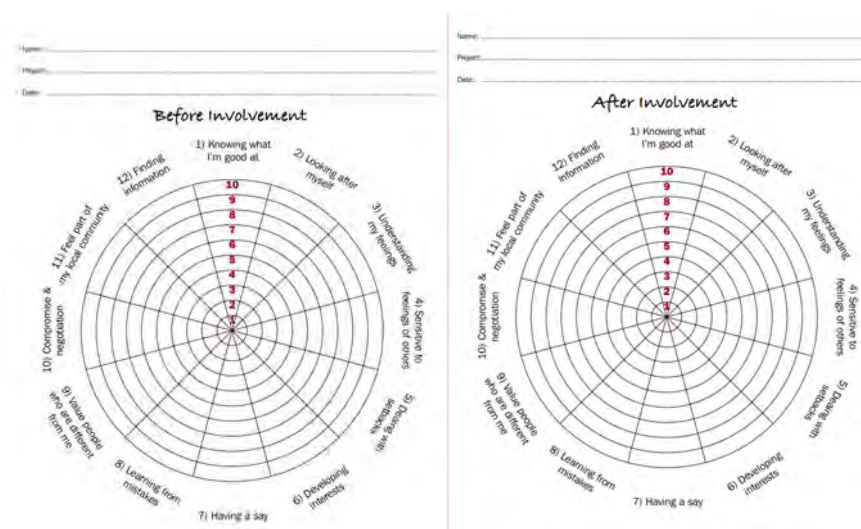 Name:
Project:
Date:
Before Involvement
1) Knowing what
I'm good at
2) Looking after
myself
3) Understanding
my feelings
4) Sensitive to
feelings of others
5) Dealing with
setbacks
6) Developing
interests
7) Having a say
8) Learning from
mistakes
9) Value people
who are different
from me
10) Compromise &
negotiation
11) Feel part of
my local community
12) Finding
information
10
9
8
7
6
5
4
3
2
1
Name:
Project:
Date:
After Involvement
1) Knowing what
I'm good at
2) Looking after
myself
3) Understanding
my feelings
4) Sensitive to
feelings of others
5) Dealing with
setbacks
6) Developing
interests
7) Having a say
8) Learning from
mistakes
9) Value people
who are different
from me
10) Compromise &
negotiation
11) Feel part of
my local community
12) Finding
information
10
9
8
7
6
5
4
3
2
1